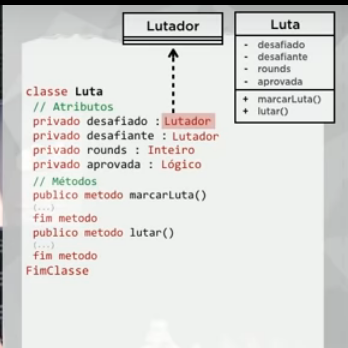 Lutador
Luta
- desafiado
- desafiante
- rounds
- aprovada
+ marcarLuta()
+ lutar()
classe Luta
// Atributos
privado desafiado : Lutador
privado desafiante : Lutador
privado rounds : Inteiro
privado aprovada : Lógico
// Métodos
publico metodo marcarLuta()
(...)
fim metodo
publico metodo lutar()
(...)
fim metodo
FimClasse